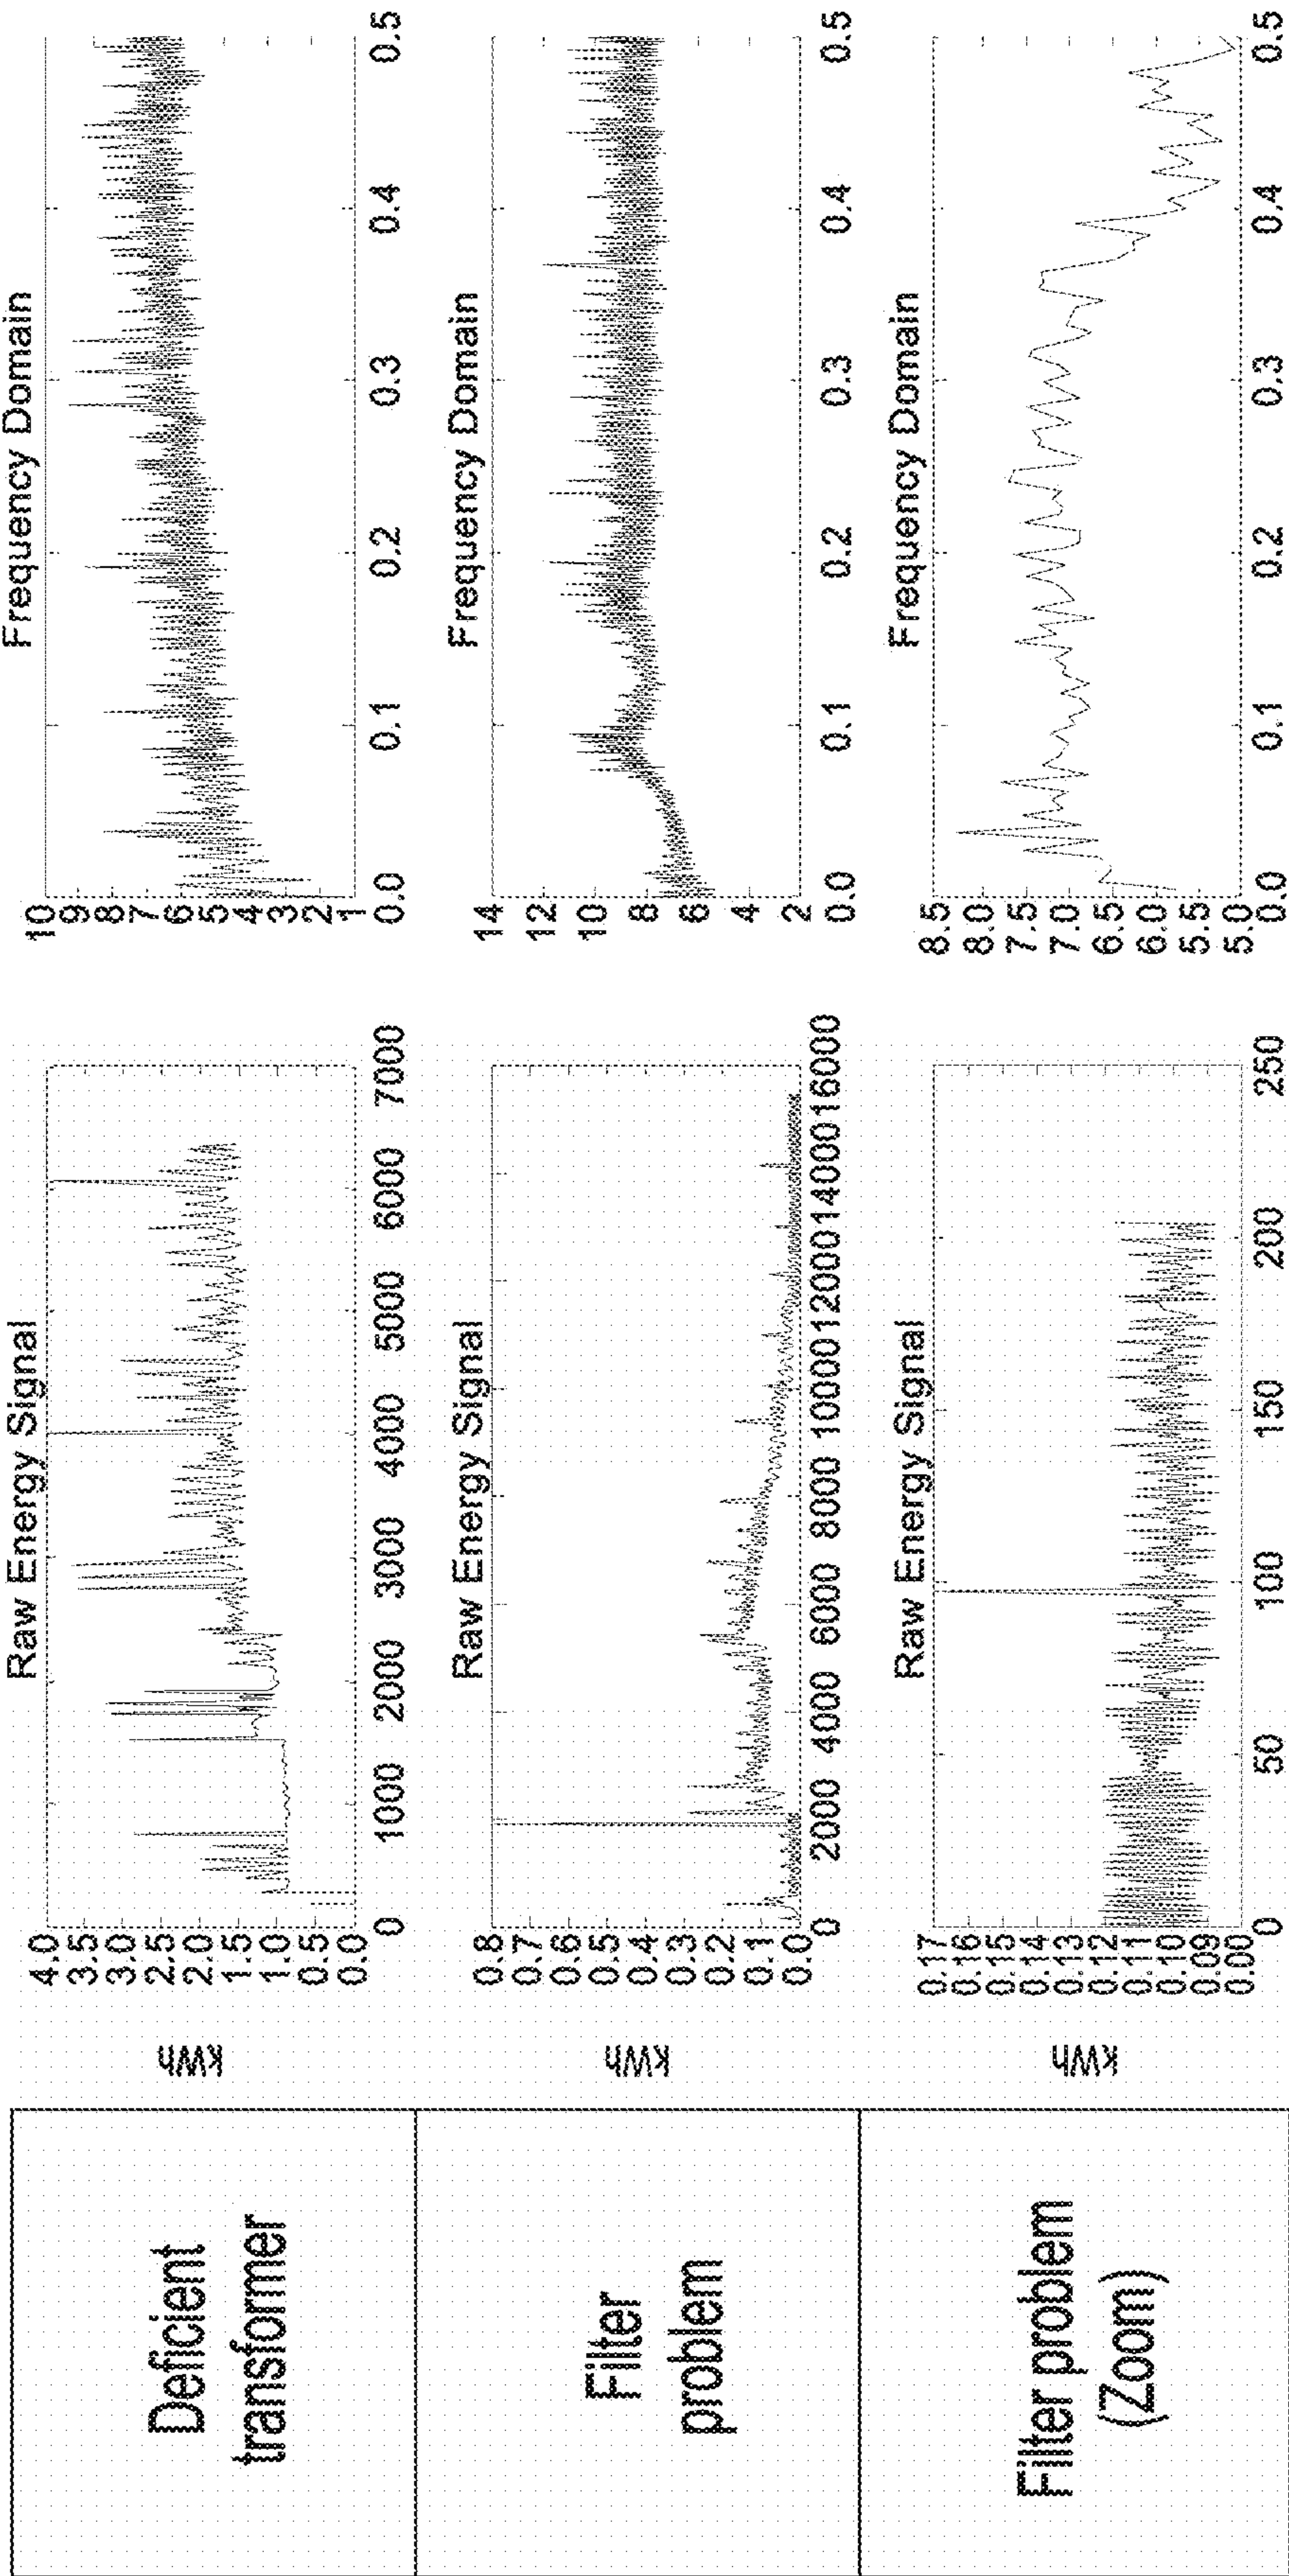 Deficient
transformer
kWh
Raw Energy Signal
4.0
3.5
3.0
2.5
2.0
1.5
1.0
0.5
0.0
0 1000 2000 3000 4000 5000 6000 7000
Frequency Domain
10
9
8
7
6
5
4
3
2
1
0.0 0.1 0.2 0.3 0.4 0.5
Filter
problem
kWh
Raw Energy Signal
0.8
0.7
0.6
0.5
0.4
0.3
0.2
0.1
0.0
0 2000 4000 6000 8000 10000 12000 14000 16000
Frequency Domain
14
12
10
8
6
4
2
0.0 0.1 0.2 0.3 0.4 0.5
Filter problem
(Zoom)
kWh
Raw Energy Signal
0.17
0.16
0.15
0.14
0.13
0.12
0.11
0.10
0.09
0.00
0 50 100 150 200 250
Frequency Domain
8.5
8.0
7.5
7.0
6.5
6.0
5.5
5.0
0.0 0.1 0.2 0.3 0.4 0.5